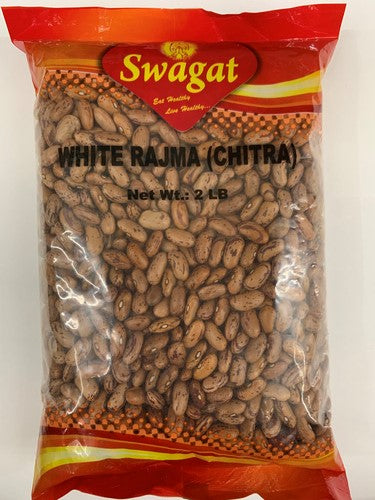 Swagat
Eat Healthy
Live Healthy...
WHITE RAJMA (CHITRA)
Net Wt.: 2 LB